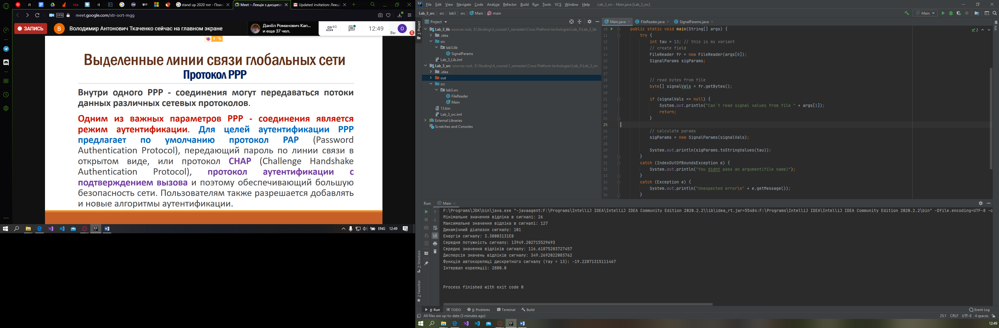 stand up 2020 тнт - Поис
Meet – Лекція з дисципл
Updated invitation: Лекці
VPN
meet.google.com/xtr-ocrt-mgg
ЗАПИСЬ
В
Володимир Антонович Ткаченко сейчас на главном экране
Даніїл Романович Кап...
и еще 37 чел.
40
12:49
Вы
О
Выделенные линии связи глобальных сети
Протокол PPP
Внутри одного PPP - соединения могут передаваться потоки
данных различных сетевых протоколов.
Одним из важных параметров PPP - соединения является
режим аутентификации. Для целей аутентификации PPP
предлагает по умолчанию протокол PAP (Password
Authentication Protocol), передающий пароль по линии связи в
открытом виде, или протокол CHAP (Challenge Handshake
Authentication Protocol), протокол аутентификации с
подтверждением вызова и поэтому обеспечивающий большую
безопасность сети. Пользователям также разрешается добавлять
и новые алгоритмы аутентификации.
ENG 12:49
File Edit View Navigate Code Analyze Refactor Build Run Tools VCS Window Help Lab_3_src - Main.java [Lab_3_src]
Lab_3_src src lab3 src Main main
Main
1: Project
Project
Lab_3_lib sources root, E:\Studing\4_course\1_semester\Cross Platform techologies\Lab_3\Lab_3_lib
.idea
src
lab3.lib
SignalParams
Lab_3_Lib.iml
Lab_3_src sources root, E:\Studing\4_course\1_semester\Cross Platform techologies\Lab_3\Lab_3_src
.idea
out
src
lab3.src
FileReader
Main
13.bin
Lab_3_src.iml
External Libraries
Scratches and Consoles
Main.java FileReader.java SignalParams.java
Ant
2
10 public static void main(String[] args) {
11 try {
12 int tau = 13; // this is my variant
13 // create field
14 FileReader fr = new FileReader(args[0]);
15 SignalParams sigParams;
16
17
18 // read bytes from file
19 byte[] signalVals = fr.getBytes();
20
21 if (signalVals == null) {
22 System.out.println("Can`t read signal values from file " + args[1]);
23 return;
24 }
25
26 // calculate params
27 sigParams = new SignalParams(signalVals);
28
29 System.out.println(sigParams.toStringValues(tau));
30 }
31 catch (IndexOutOfBoundsException e) {
32 System.out.println("You didnt pass an argument(file name)");
33 }
34 catch (Exception e) {
35 System.out.println("Unexpected error\n" + e.getMessage());
36 }
Run: Main
F:\Programs\JDK\bin\java.exe "-javaagent:F:\Programs\IntelliJ IDEA\IntelliJ IDEA Community Edition 2020.2.2\lib\idea_rt.jar=55484:F:\Programs\IntelliJ IDEA\IntelliJ IDEA Community Edition 2020.2.2\bin" -Dfile.encoding=UTF-8 -c
Мінімальне значення відліка в сигналі: 26
Максимальне значення відліка в сигналі: 127
Динамічний діапазон сигналу: 101
Енергія сигналу: 3.38003131E8
Середня потужність сигналу: 13949.202715529693
Середнє значення відліків сигналу: 116.61875283727457
Дисперсія значень відліків сигналу: 349.2692022083762
Функція автокореляці дискретного сигналу (тау = 13): -19.22871315111467
Інтервал кореляції: 2880.0
Process finished with exit code 0
7: Structure
2: Favorites
4: Run TODO 6: Problems Terminal Build
Event Log
All files are up-to-date (3 minutes ago)
25:1 CRLF UTF-8 4 spaces
12:49